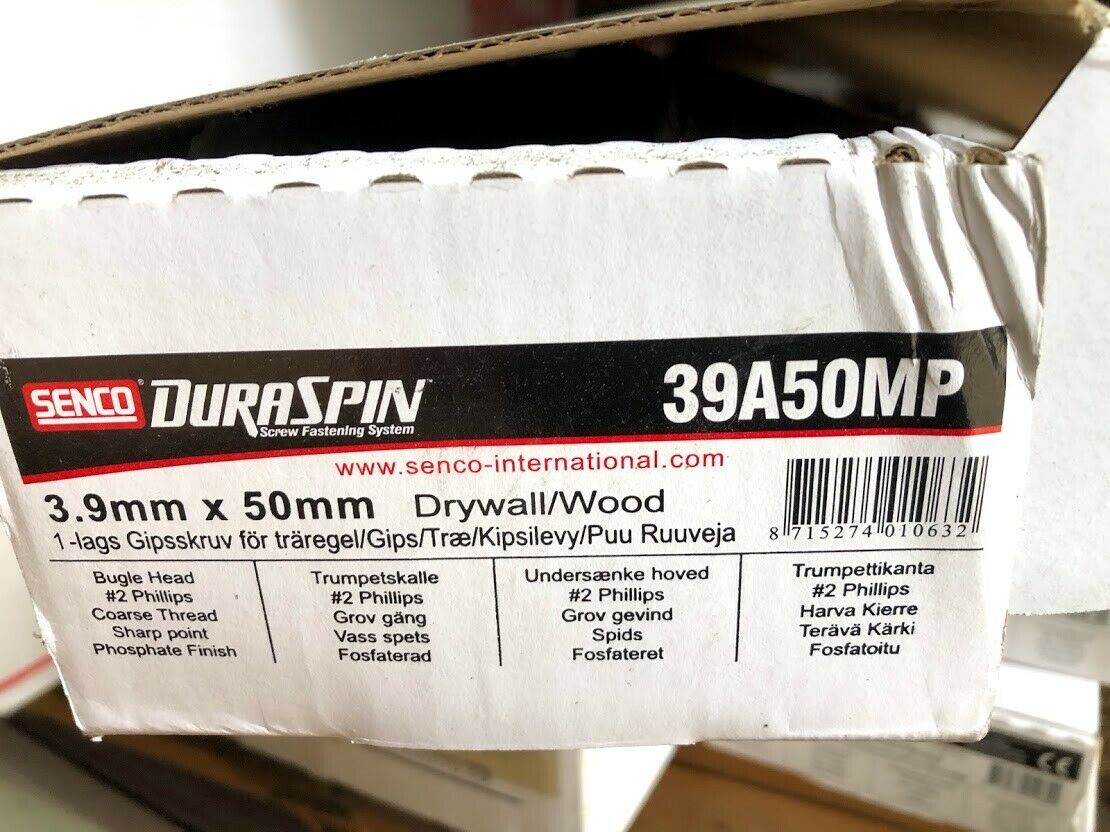 SENCO® DURASPIN™ 39A50MP
Screw Fastening System
www.senco-international.com
3.9mm x 50mm Drywall/Wood
1-lags Gipsskruv för träregel/Gips/Træ/Kipsilevy/Puu Ruuveja
8 715274 010632
Bugle Head
#2 Phillips
Coarse Thread
Sharp point
Phosphate Finish
Trumpetskalle
#2 Phillips
Grov gäng
Vass spets
Fosfaterad
Undersænke hoved
#2 Phillips
Grof gevind
Spids
Fosfateret
Trumpettikanta
#2 Phillips
Harva Kierre
Terävä Kärki
Fosfatoitu
CE